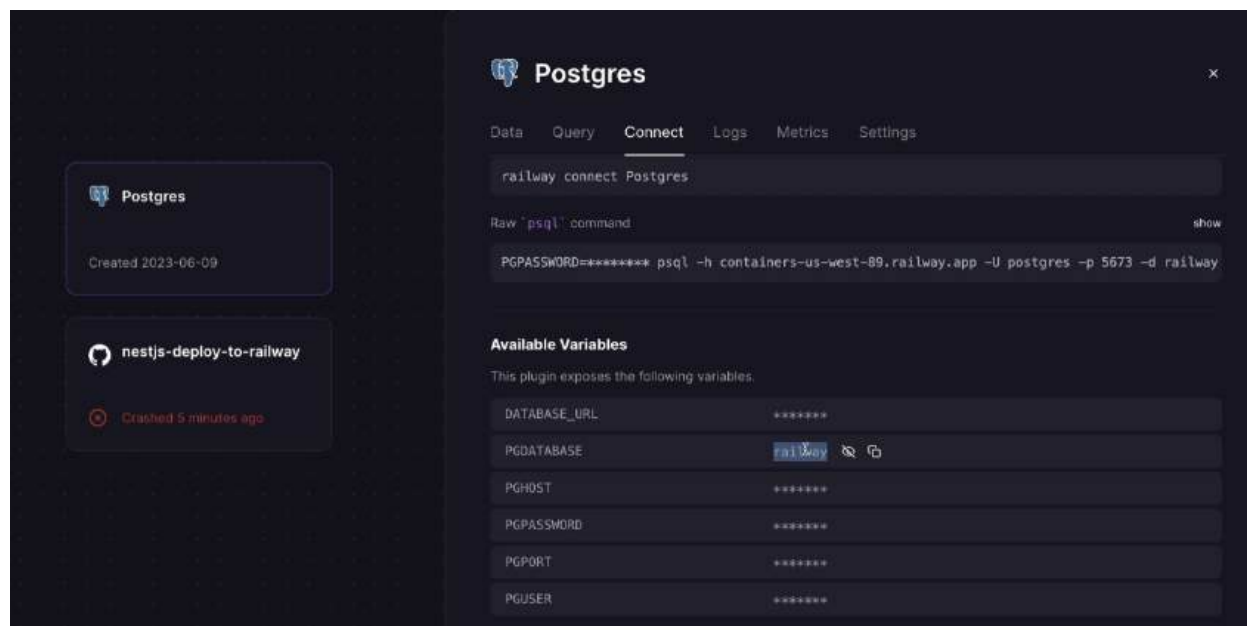 Postgres
Created 2023-06-09
nestjs-deploy-to-railway
Crashed 5 minutes ago
Postgres
Data Query Connect Logs Metrics Settings
railway connect Postgres
Raw `psql` command show
PGPASSWORD=******** psql -h containers-us-west-89.railway.app -U postgres -p 5673 -d railway
Available Variables
This plugin exposes the following variables.
DATABASE_URL *******
PGDATABASE railway
PGHOST *******
PGPASSWORD *******
PGPORT *******
PGUSER *******